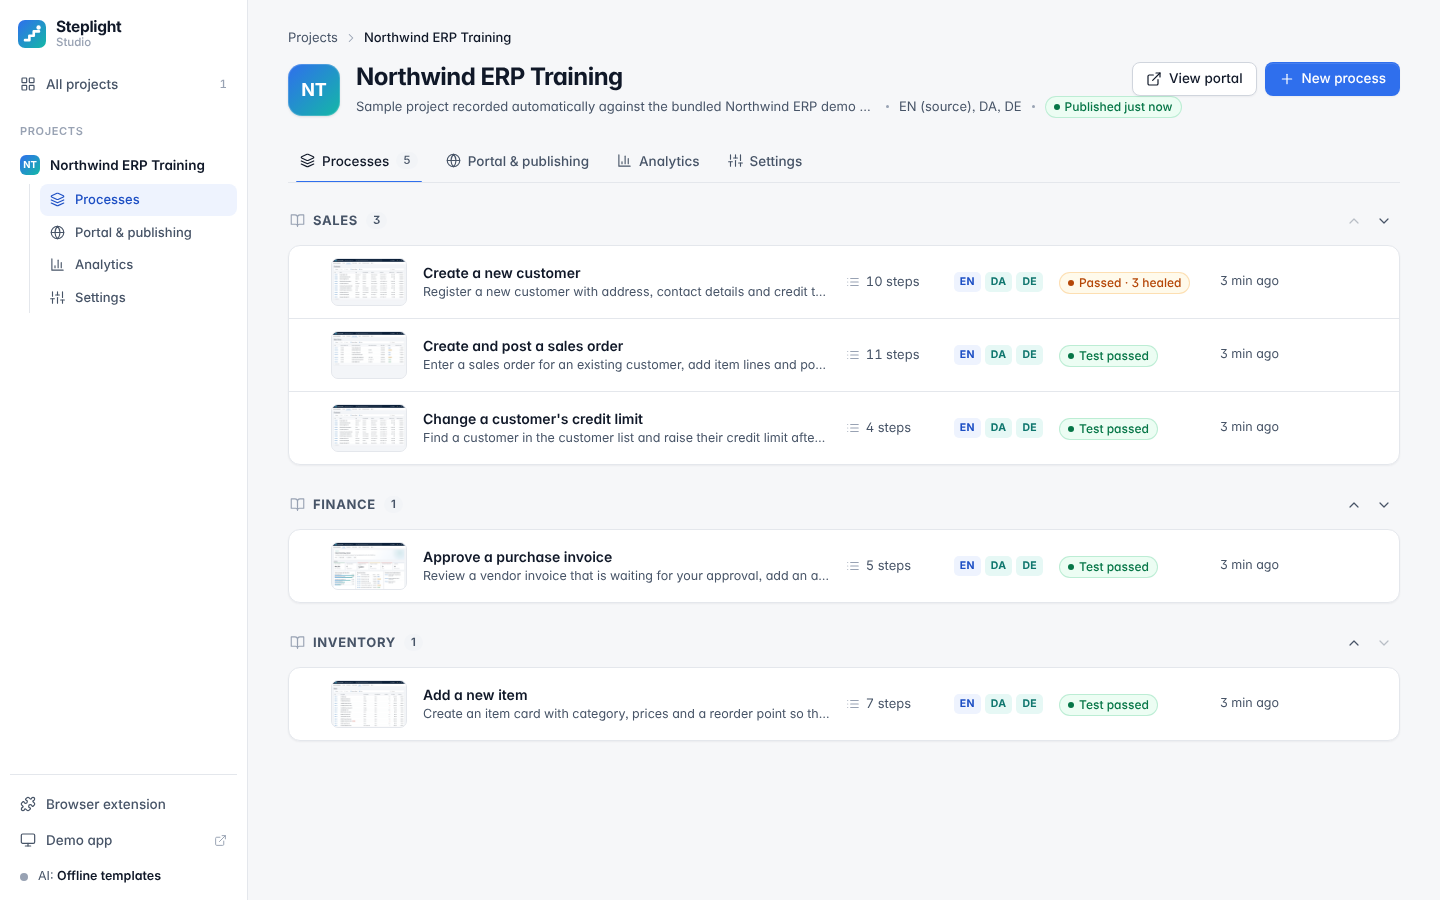 Steplight
Studio
All projects 1
PROJECTS
NT Northwind ERP Training
Processes
Portal & publishing
Analytics
Settings
Browser extension
Demo app
AI: Offline templates
Projects Northwind ERP Training
NT
Northwind ERP Training
View portal
New process
Sample project recorded automatically against the bundled Northwind ERP demo ... • EN (source), DA, DE • Published just now
Processes 5 Portal & publishing Analytics Settings
SALES 3
Create a new customer
Register a new customer with address, contact details and credit t...
10 steps EN DA DE Passed · 3 healed 3 min ago
Create and post a sales order
Enter a sales order for an existing customer, add item lines and po...
11 steps EN DA DE Test passed 3 min ago
Change a customer's credit limit
Find a customer in the customer list and raise their credit limit afte...
4 steps EN DA DE Test passed 3 min ago
FINANCE 1
Approve a purchase invoice
Review a vendor invoice that is waiting for your approval, add an a...
5 steps EN DA DE Test passed 3 min ago
INVENTORY 1
Add a new item
Create an item card with category, prices and a reorder point so th...
7 steps EN DA DE Test passed 3 min ago